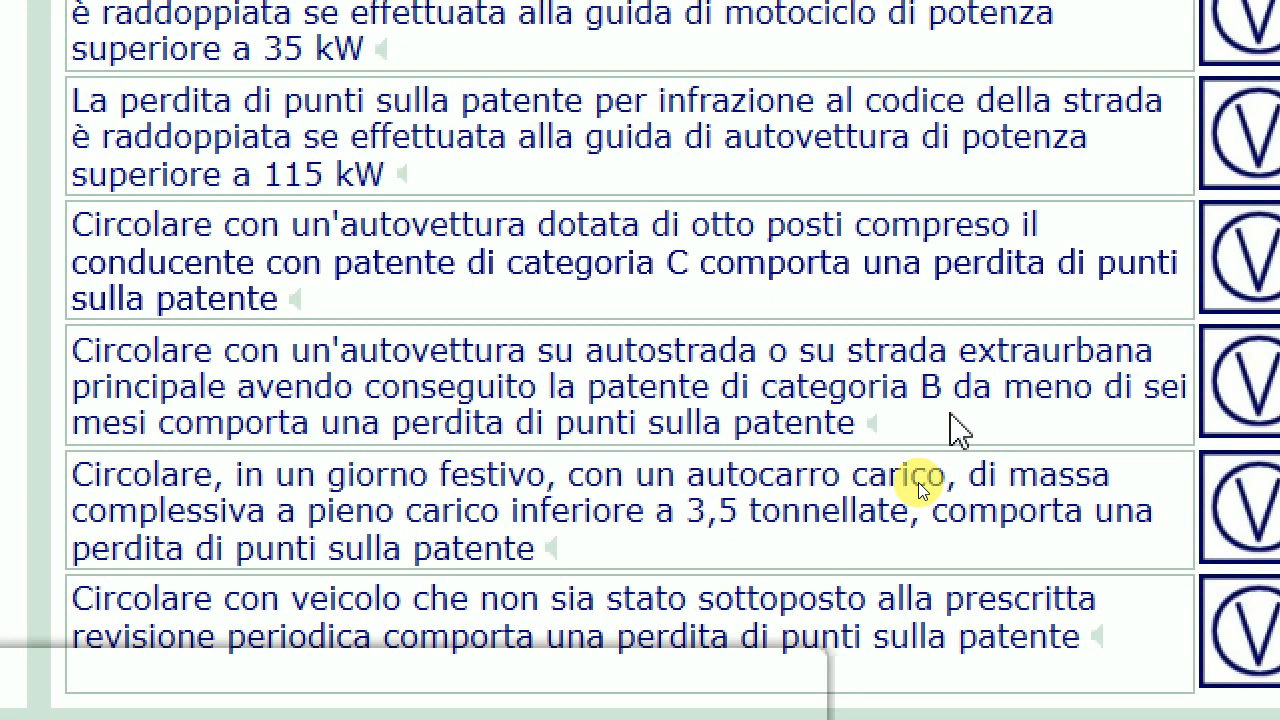 è raddoppiata se effettuata alla guida di motociclo di potenza
superiore a 35 kW
La perdita di punti sulla patente per infrazione al codice della strada
è raddoppiata se effettuata alla guida di autovettura di potenza
superiore a 115 kW
Circolare con un'autovettura dotata di otto posti compreso il
conducente con patente di categoria C comporta una perdita di punti
sulla patente
Circolare con un'autovettura su autostrada o su strada extraurbana
principale avendo conseguito la patente di categoria B da meno di sei
mesi comporta una perdita di punti sulla patente
Circolare, in un giorno festivo, con un autocarro carico, di massa
complessiva a pieno carico inferiore a 3,5 tonnellate, comporta una
perdita di punti sulla patente
Circolare con veicolo che non sia stato sottoposto alla prescritta
revisione periodica comporta una perdita di punti sulla patente
V
V
V
V
V
V